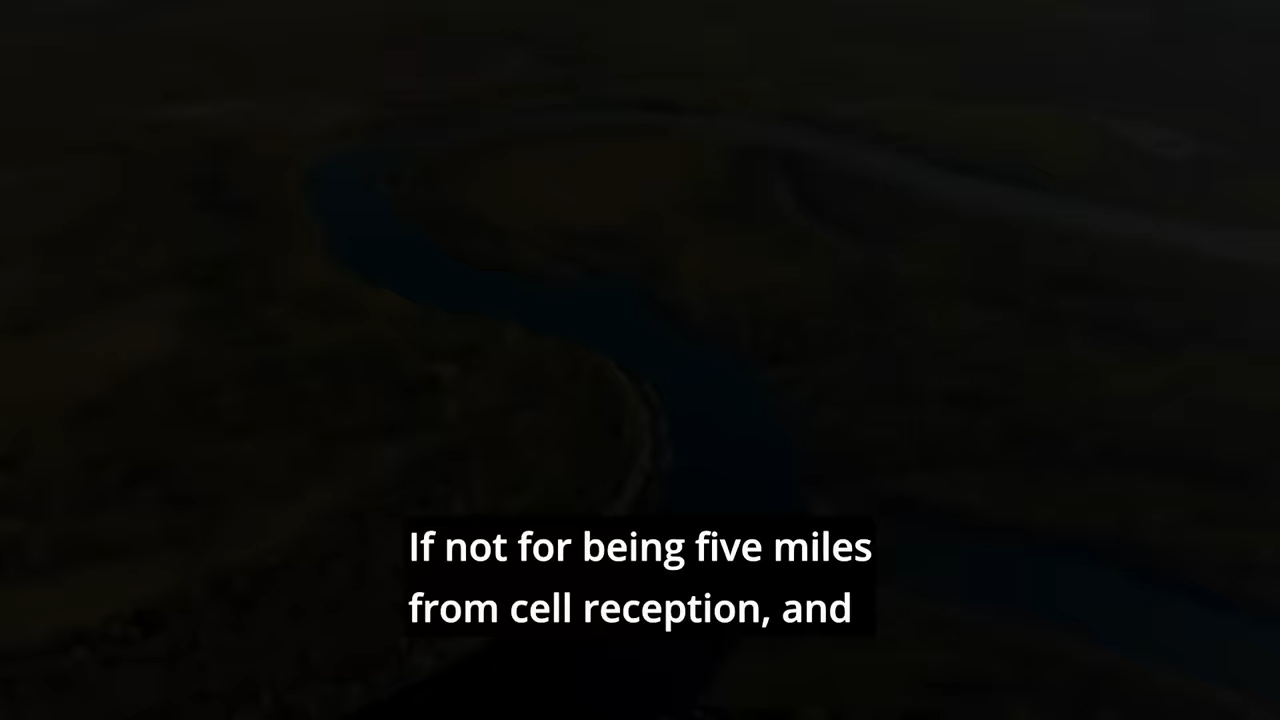 If not for being five miles
from cell reception, and